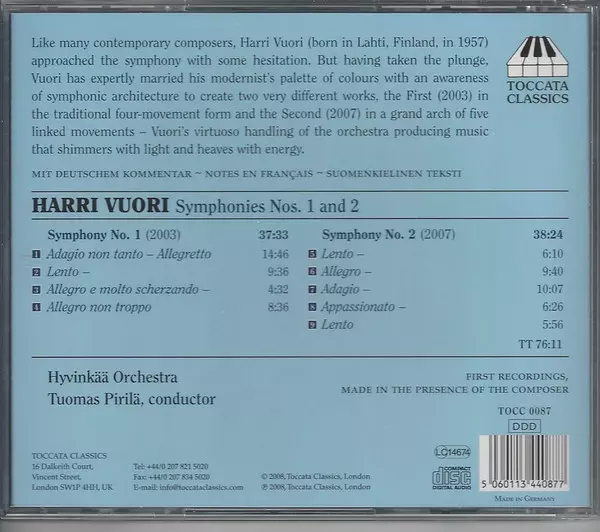 Like many contemporary composers, Harri Vuori (born in Lahti, Finland, in 1957)
approached the symphony with some hesitation. But having taken the plunge,
Vuori has expertly married his modernist's palette of colours with an awareness
of symphonic architecture to create two very different works, the First (2003) in
the traditional four-movement form and the Second (2007) in a grand arch of five
linked movements – Vuori's virtuoso handling of the orchestra producing music
that shimmers with light and heaves with energy.
TOCCATA
CLASSICS
MIT DEUTSCHEM KOMMENTAR ~ NOTES EN FRANÇAIS ~ SUOMENKIELINEN TEKSTI
HARRI VUORI Symphonies Nos. 1 and 2
Symphony No. 1 (2003) 37:33
1 Adagio non tanto – Allegretto 14:46
2 Lento – 9:36
3 Allegro e molto scherzando – 4:32
4 Allegro non troppo 8:36
Symphony No. 2 (2007) 38:24
5 Lento – 6:10
6 Allegro – 9:40
7 Adagio – 10:07
8 Appassionato – 6:26
9 Lento 5:56
TT 76:11
Hyvinkää Orchestra
Tuomas Pirilä, conductor
FIRST RECORDINGS,
MADE IN THE PRESENCE OF THE COMPOSER
TOCC 0087
DDD
TOCCATA CLASSICS
16 Dalkeith Court,
Vincent Street,
London SW1P 4HH, UK
Tel: +44/0 207 821 5020
Fax: +44/0 207 834 5020
E-mail: info@toccataclassics.com
© 2008, Toccata Classics, London
℗ 2008, Toccata Classics, London
LC 14674
COMPACT
disc
DIGITAL AUDIO
5 060113 440877
MADE IN GERMANY